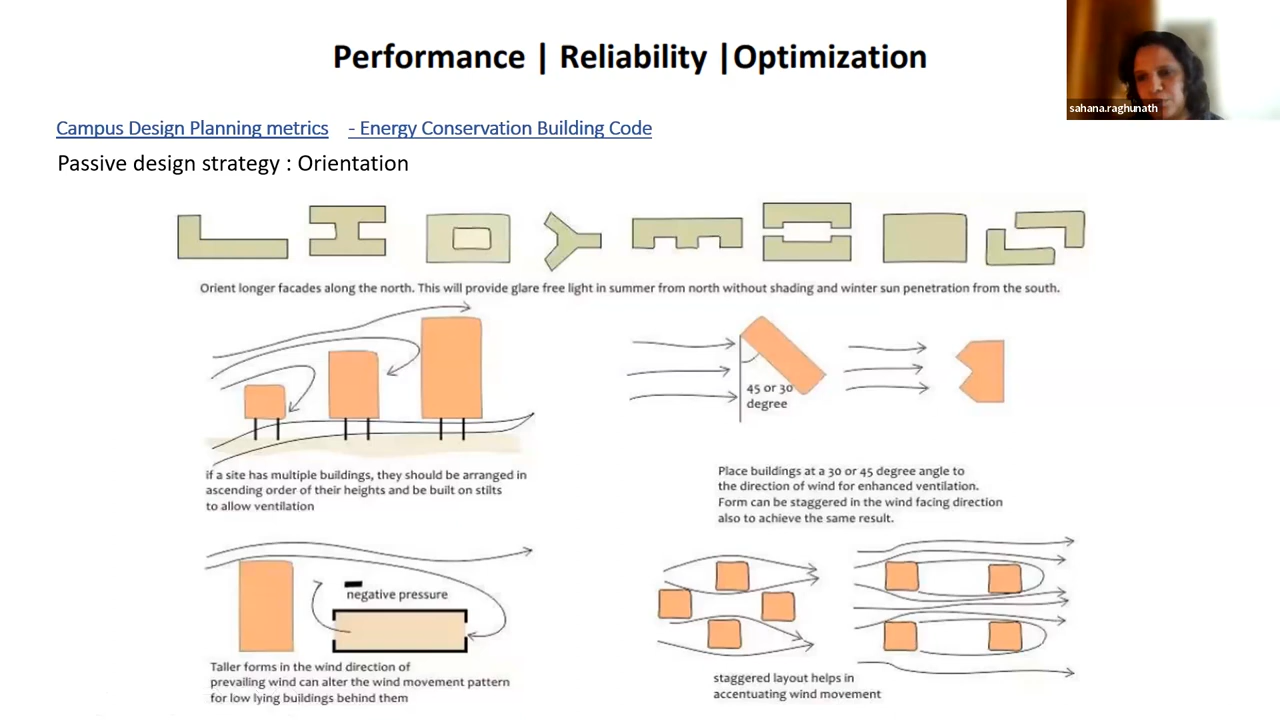 Performance | Reliability |Optimization
sahana.raghunath
Campus Design Planning metrics - Energy Conservation Building Code
Passive design strategy : Orientation
Orient longer facades along the north. This will provide glare free light in summer from north without shading and winter sun penetration from the south.
45 or 30
degree
if a site has multiple buildings, they should be arranged in
ascending order of their heights and be built on stilts
to allow ventilation
Place buildings at a 30 or 45 degree angle to
the direction of wind for enhanced ventilation.
Form can be staggered in the wind facing direction
also to achieve the same result.
negative pressure
Taller forms in the wind direction of
prevailing wind can alter the wind movement pattern
for low lying buildings behind them
staggered layout helps in
accentuating wind movement